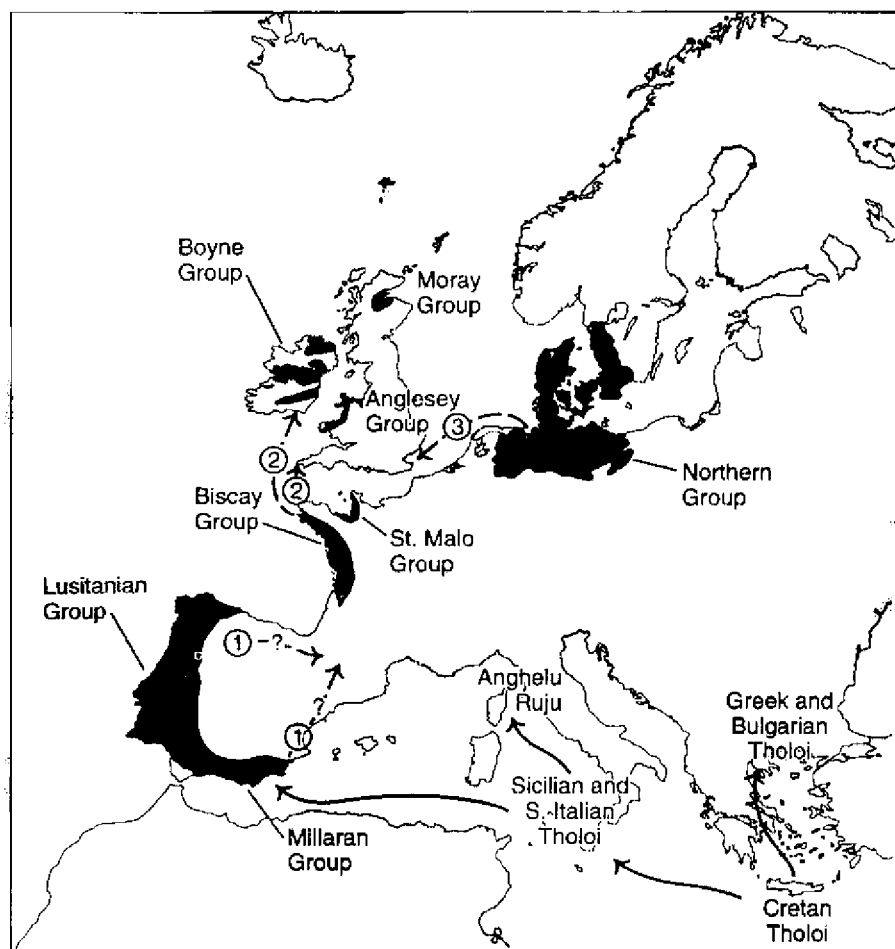 Boyne
Group
Moray
Group
Anglesey
Group
3
2
2
Northern
Group
Biscay
Group
St. Malo
Group
Lusitanian
Group
1 -?-
?
1
Anghelu
Ruju
Greek and
Bulgarian
Tholoi
Sicilian and
S.-Italian
Tholoi
Millaran
Group
Cretan
Tholoi